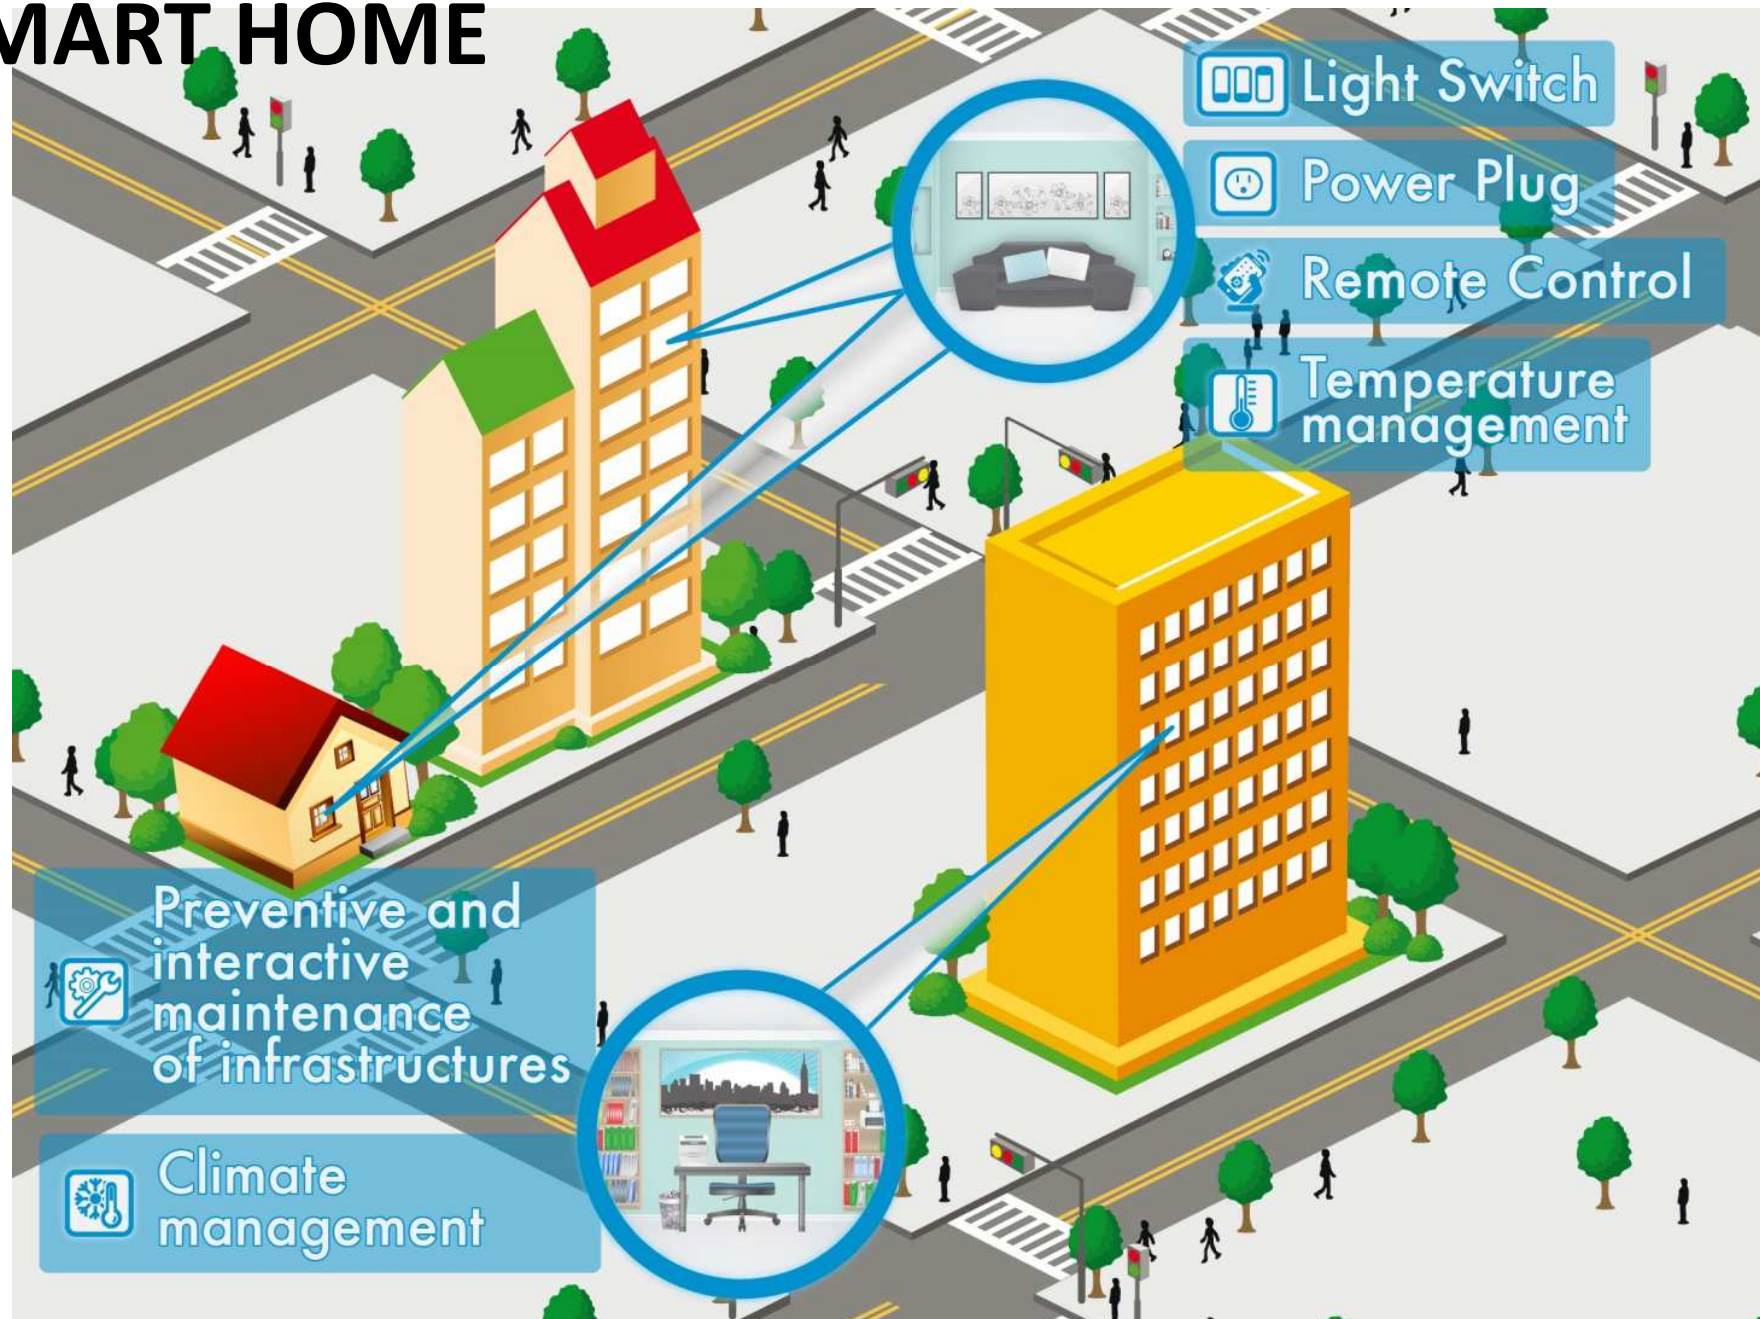 MART HOME
Light Switch
Power Plug
Remote Control
Temperature
management
Preventive and
interactive
maintenance
of infrastructures
Climate
management